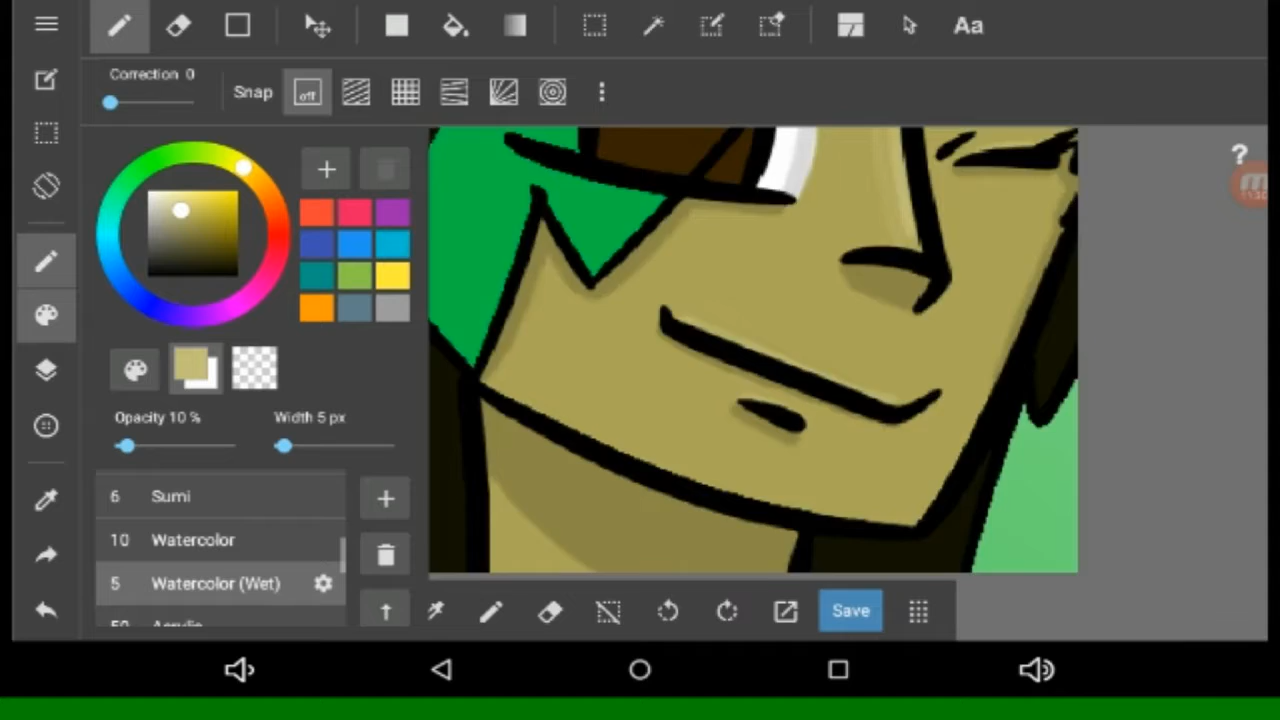 Aa
Correction 0
Snap
off
?
Opacity 10 %
Width 5 px
6 Sumi
10 Watercolor
5 Watercolor (Wet)
50 Acrylic
Save